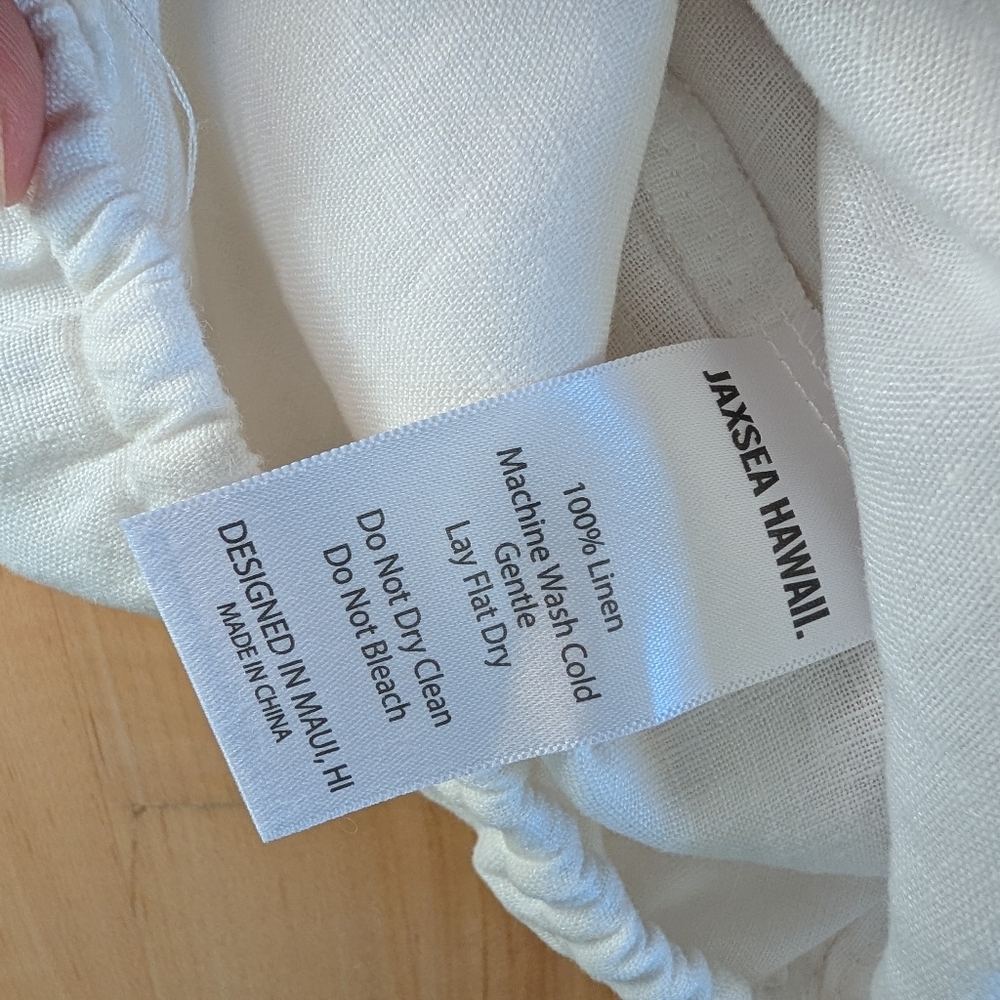 JAXSEA HAWAII.
100% Linen
Machine Wash Cold
Gentle
Lay Flat Dry
Do Not Dry Clean
Do Not Bleach
DESIGNED IN MAUI, HI
MADE IN CHINA